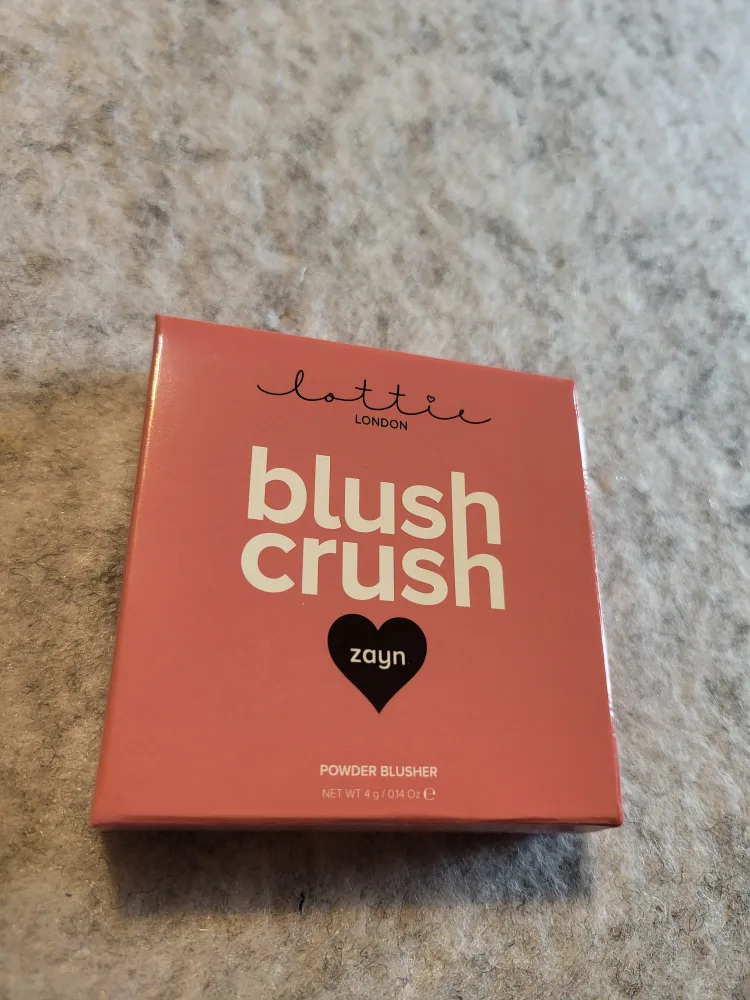 lottie
LONDON
blush
crush
zayn
POWDER BLUSHER
NET WT 4 g / 0.14 Oz ℮